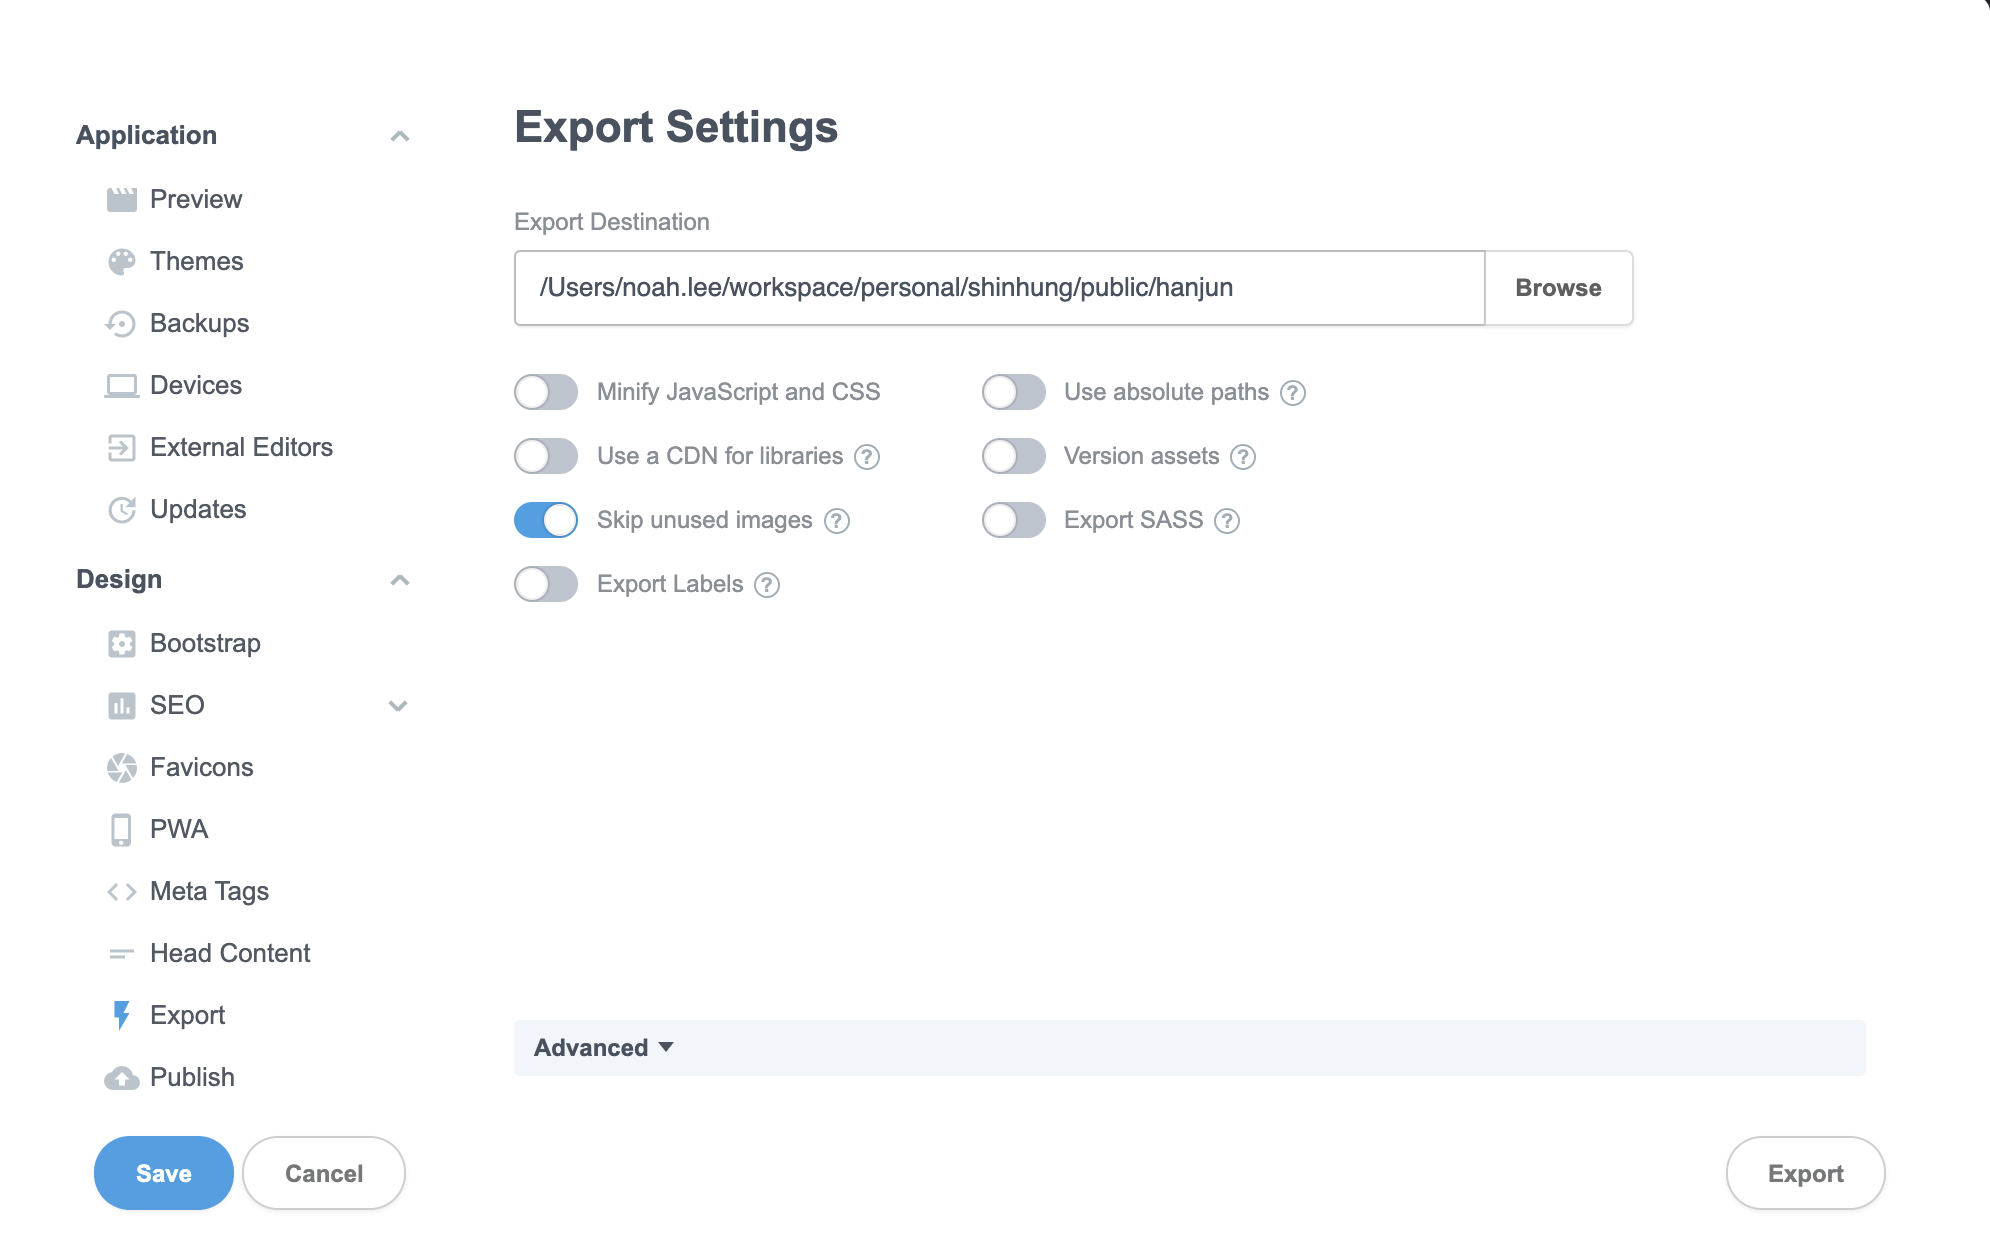 Application
Preview
Themes
Backups
Devices
External Editors
Updates
Design
Bootstrap
SEO
Favicons
PWA
Meta Tags
Head Content
Export
Publish
Save Cancel
Export Settings
Export Destination
/Users/noah.lee/workspace/personal/shinhung/public/hanjun Browse
Minify JavaScript and CSS Use absolute paths ?
Use a CDN for libraries ? Version assets ?
Skip unused images ? Export SASS ?
Export Labels ?
Advanced
Export